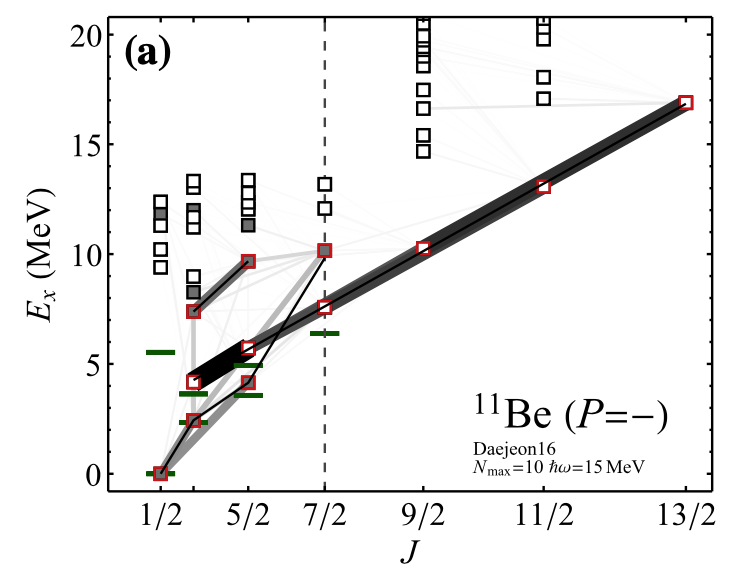 (a)
20
15
10
5
0
E_x (MeV)
¹¹Be (P=−)
Daejeon16
N_max=10 ℏω=15 MeV
1/2 5/2 7/2 9/2 11/2 13/2
J